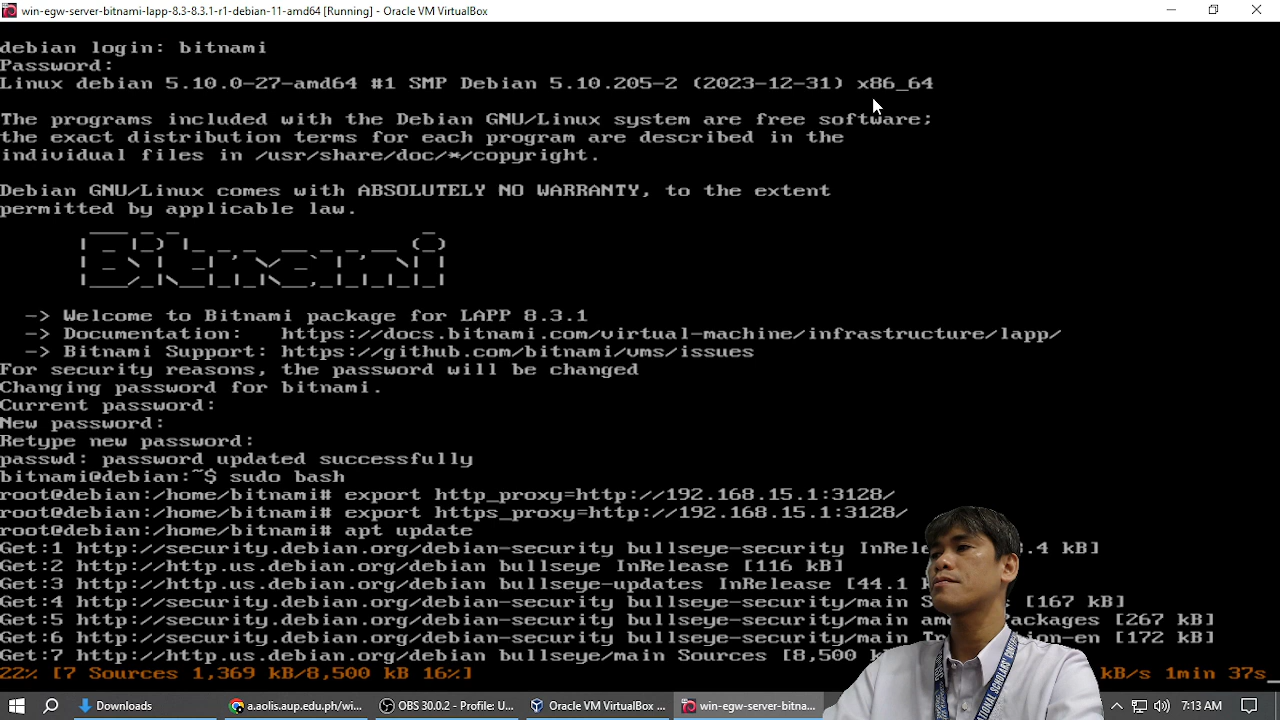 win-egw-server-bitnami-lapp-8.3-8.3.1-r1-debian-11-amd64 [Running] - Oracle VM VirtualBox
debian login: bitnami
Password:
Linux debian 5.10.0-27-amd64 #1 SMP Debian 5.10.205-2 (2023-12-31) x86_64
The programs included with the Debian GNU/Linux system are free software;
the exact distribution terms for each program are described in the
individual files in /usr/share/doc/*/copyright.
Debian GNU/Linux comes with ABSOLUTELY NO WARRANTY, to the extent
permitted by applicable law.
Bitnami
-> Welcome to Bitnami package for LAPP 8.3.1
-> Documentation: https://docs.bitnami.com/virtual-machine/infrastructure/lapp/
-> Bitnami Support: https://github.com/bitnami/vms/issues
For security reasons, the password will be changed
Changing password for bitnami.
Current password:
New password:
Retype new password:
passwd: password updated successfully
bitnami@debian:~$ sudo bash
root@debian:/home/bitnami# export http_proxy=http://192.168.15.1:3128/
root@debian:/home/bitnami# export https_proxy=http://192.168.15.1:3128/
root@debian:/home/bitnami# apt update
Get:1 http://security.debian.org/debian-security bullseye-security .4 kB]
Get:2 http://http.us.debian.org/debian bullseye InRelease [116 kB]
Get:3 http://http.us.debian.org/debian bullseye-updates InRelease [44.1
Get:4 http://security.debian.org/debian-security bullseye-security/main [167 kB]
Get:5 http://security.debian.org/debian-security bullseye-security/main [267 kB]
Get:6 http://security.debian.org/debian-security bullseye-security/main [172 kB]
Get:7 http://http.us.debian.org/debian bullseye/main Sources [8,500
22% [7 Sources 1,369 kB/8,500 kB 16%] kB/s 1min 37s
Downloads
a.aolis.aup.edu.ph/wi...
OBS 30.0.2 - Profile: U...
Oracle VM VirtualBox ...
win-egw-server-bitna...
7:13 AM